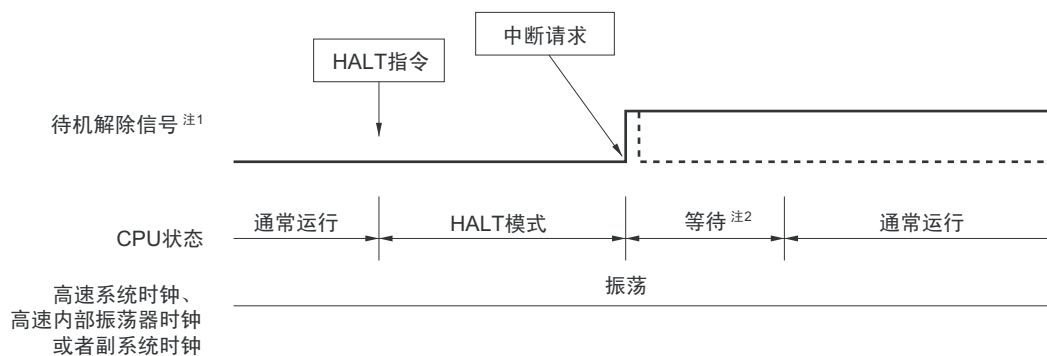 中断请求
HALT指令
待机解除信号 注1
通常运行
HALT模式
等待 注2
通常运行
CPU状态
振荡
高速系统时钟、
高速内部振荡器时钟
或者副系统时钟